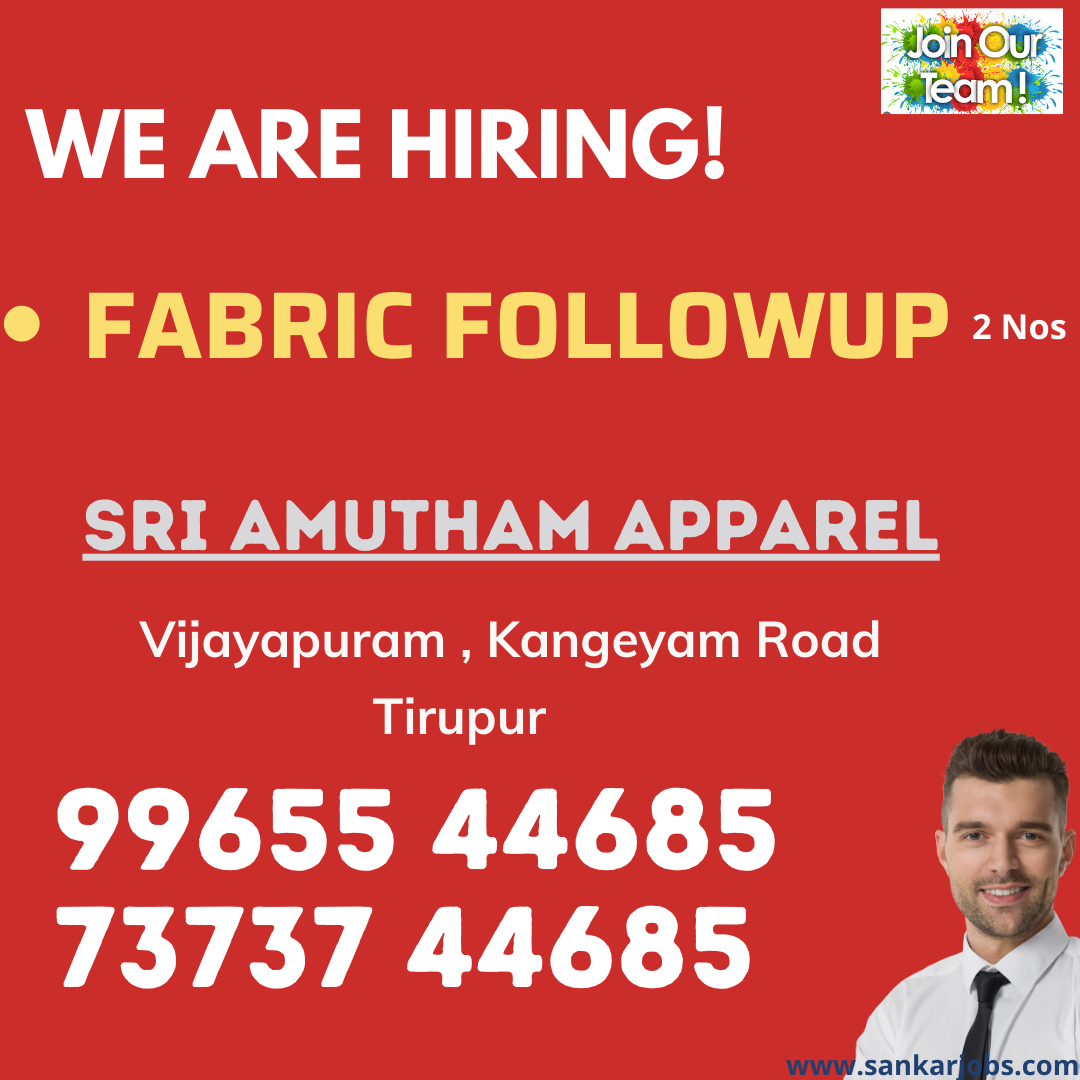 Join Our
Team !
WE ARE HIRING!
• FABRIC FOLLOWUP 2 Nos
SRI AMUTHAM APPAREL
Vijayapuram , Kangeyam Road
Tirupur
99655 44685
73737 44685
www.sankarjobs.com